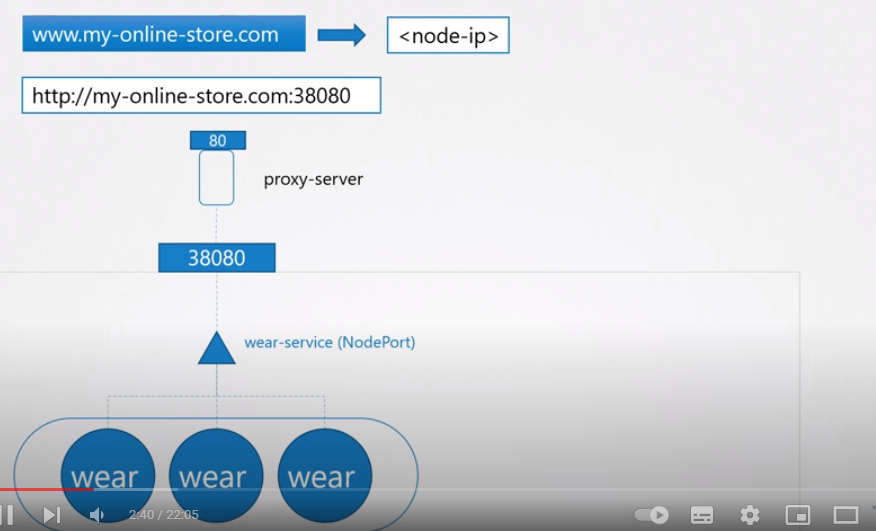 www.my-online-store.com
<node-ip>
http://my-online-store.com:38080
80
proxy-server
38080
wear-service (NodePort)
wear
wear
wear
2:40 / 22:05